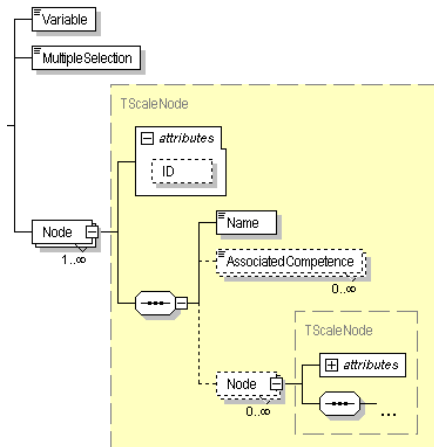 Variable
MultipleSelection
TScaleNode
attributes
ID
Node
1..∞
Name
AssociatedCompetence
0..∞
TScaleNode
attributes
Node
0..∞
...